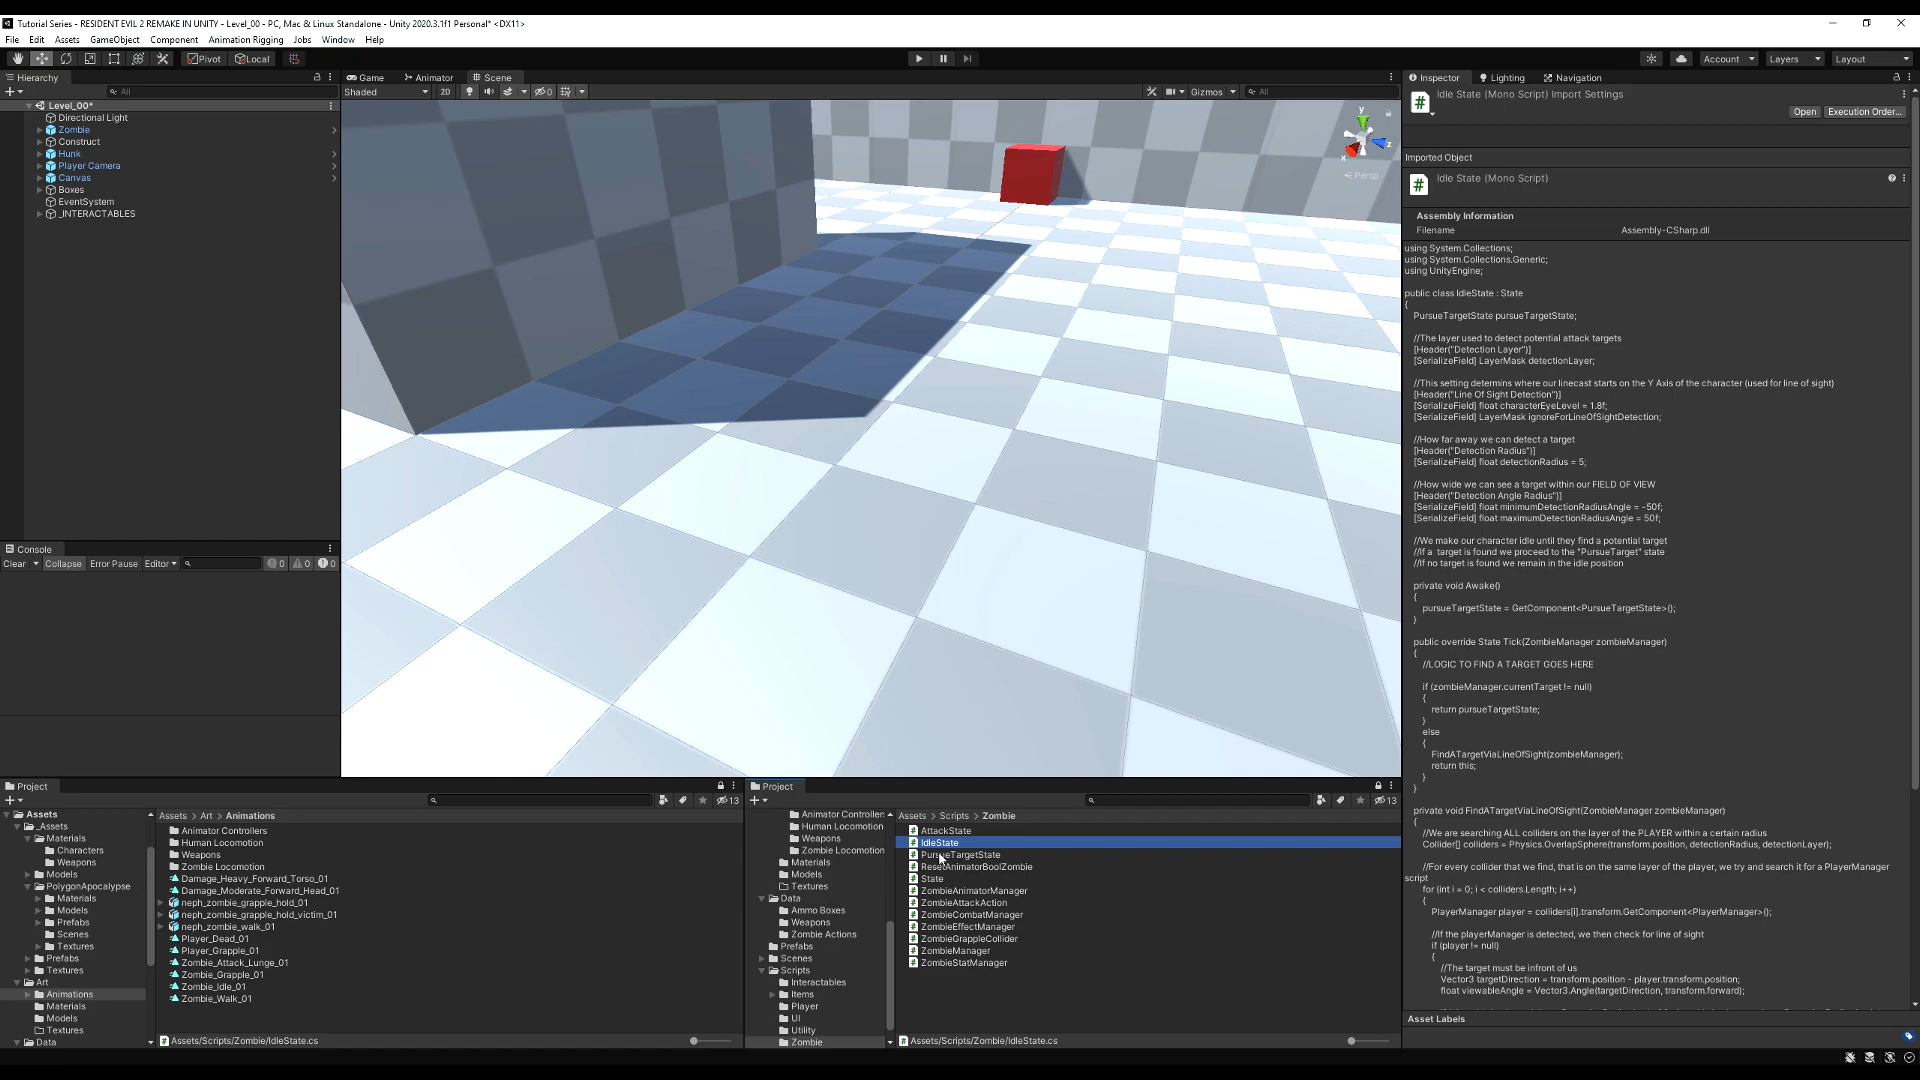 Tutorial Series - RESIDENT EVIL 2 REMAKE IN UNITY - Level_00 - PC, Mac & Linux Standalone - Unity 2020.3.1f1 Personal* <DX11>
File Edit Assets GameObject Component Animation Rigging Jobs Window Help
Pivot Local Account Layers Layout
Hierarchy
All
Level_00*
Directional Light
Zombie
Construct
Hunk
Player Camera
Canvas
Boxes
EventSystem
_INTERACTABLES
Console
Clear Collapse Error Pause Editor 0 0 0
Game Animator Scene
Shaded 2D 0 Gizmos All
y
x
z
Persp
Project
13
Assets
_Assets
Materials
Characters
Weapons
Models
PolygonApocalypse
Materials
Models
Prefabs
Scenes
Textures
Prefabs
Textures
Art
Animations
Materials
Models
Textures
Data
Assets > Art > Animations
Animator Controllers
Human Locomotion
Weapons
Zombie Locomotion
Damage_Heavy_Forward_Torso_01
Damage_Moderate_Forward_Head_01
neph_zombie_grapple_hold_01
neph_zombie_grapple_hold_victim_01
neph_zombie_walk_01
Player_Dead_01
Player_Grapple_01
Zombie_Attack_Lunge_01
Zombie_Grapple_01
Zombie_Idle_01
Zombie_Walk_01
Assets/Scripts/Zombie/IdleState.cs
Project
13
Animator Controllers
Human Locomotion
Weapons
Zombie Locomotion
Materials
Models
Textures
Data
Ammo Boxes
Weapons
Zombie Actions
Prefabs
Scenes
Scripts
Interactables
Items
Player
UI
Utility
Zombie
Assets > Scripts > Zombie
AttackState
IdleState
PursueTargetState
ResetAnimatorBoolZombie
State
ZombieAnimatorManager
ZombieAttackAction
ZombieCombatManager
ZombieEffectManager
ZombieGrappleCollider
ZombieManager
ZombieStatManager
Assets/Scripts/Zombie/IdleState.cs
Inspector Lighting Navigation
Idle State (Mono Script) Import Settings
Open Execution Order...
Imported Object
Idle State (Mono Script)
Assembly Information
Filename Assembly-CSharp.dll
using System.Collections;
using System.Collections.Generic;
using UnityEngine;
public class IdleState : State
{
PursueTargetState pursueTargetState;
//The layer used to detect potential attack targets
[Header("Detection Layer")]
[SerializeField] LayerMask detectionLayer;
//This setting determins where our linecast starts on the Y Axis of the character (used for line of sight)
[Header("Line Of Sight Detection")]
[SerializeField] float characterEyeLevel = 1.8f;
[SerializeField] LayerMask ignoreForLineOfSightDetection;
//How far away we can detect a target
[Header("Detection Radius")]
[SerializeField] float detectionRadius = 5;
//How wide we can see a target within our FIELD OF VIEW
[Header("Detection Angle Radius")]
[SerializeField] float minimumDetectionRadiusAngle = -50f;
[SerializeField] float maximumDetectionRadiusAngle = 50f;
//We make our character idle until they find a potential target
//If a target is found we proceed to the "PursueTarget" state
//If no target is found we remain in the idle position
private void Awake()
{
pursueTargetState = GetComponent<PursueTargetState>();
}
public override State Tick(ZombieManager zombieManager)
{
//LOGIC TO FIND A TARGET GOES HERE
if (zombieManager.currentTarget != null)
{
return pursueTargetState;
}
else
{
FindATargetViaLineOfSight(zombieManager);
return this;
}
}
private void FindATargetViaLineOfSight(ZombieManager zombieManager)
{
//We are searching ALL colliders on the layer of the PLAYER within a certain radius
Collider[] colliders = Physics.OverlapSphere(transform.position, detectionRadius, detectionLayer);
//For every collider that we find, that is on the same layer of the player, we try and search it for a PlayerManager
script
for (int i = 0; i < colliders.Length; i++)
{
PlayerManager player = colliders[i].transform.GetComponent<PlayerManager>();
//If the playerManager is detected, we then check for line of sight
if (player != null)
{
//The target must be infront of us
Vector3 targetDirection = transform.position - player.transform.position;
float viewableAngle = Vector3.Angle(targetDirection, transform.forward);
Asset Labels